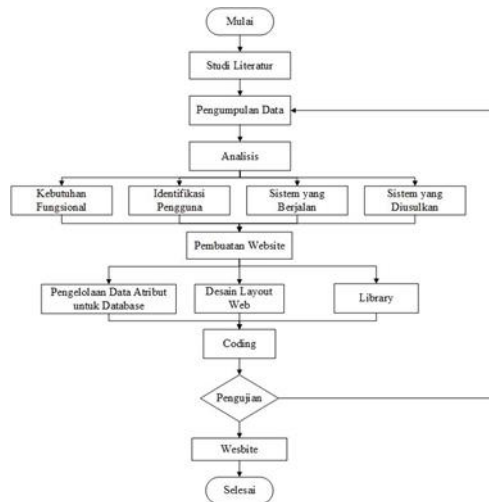 Mulai
Studi Literatur
Pengumpulan Data
Analisis
Kebutuhan
Fungsional
Identifikasi
Pengguna
Sistem yang
Berjalan
Sistem yang
Diusulkan
Pembuatan Website
Pengelolaan Data Atribut
untuk Database
Desain Layout
Web
Library
Coding
Pengujian
Wesbite
Selesai